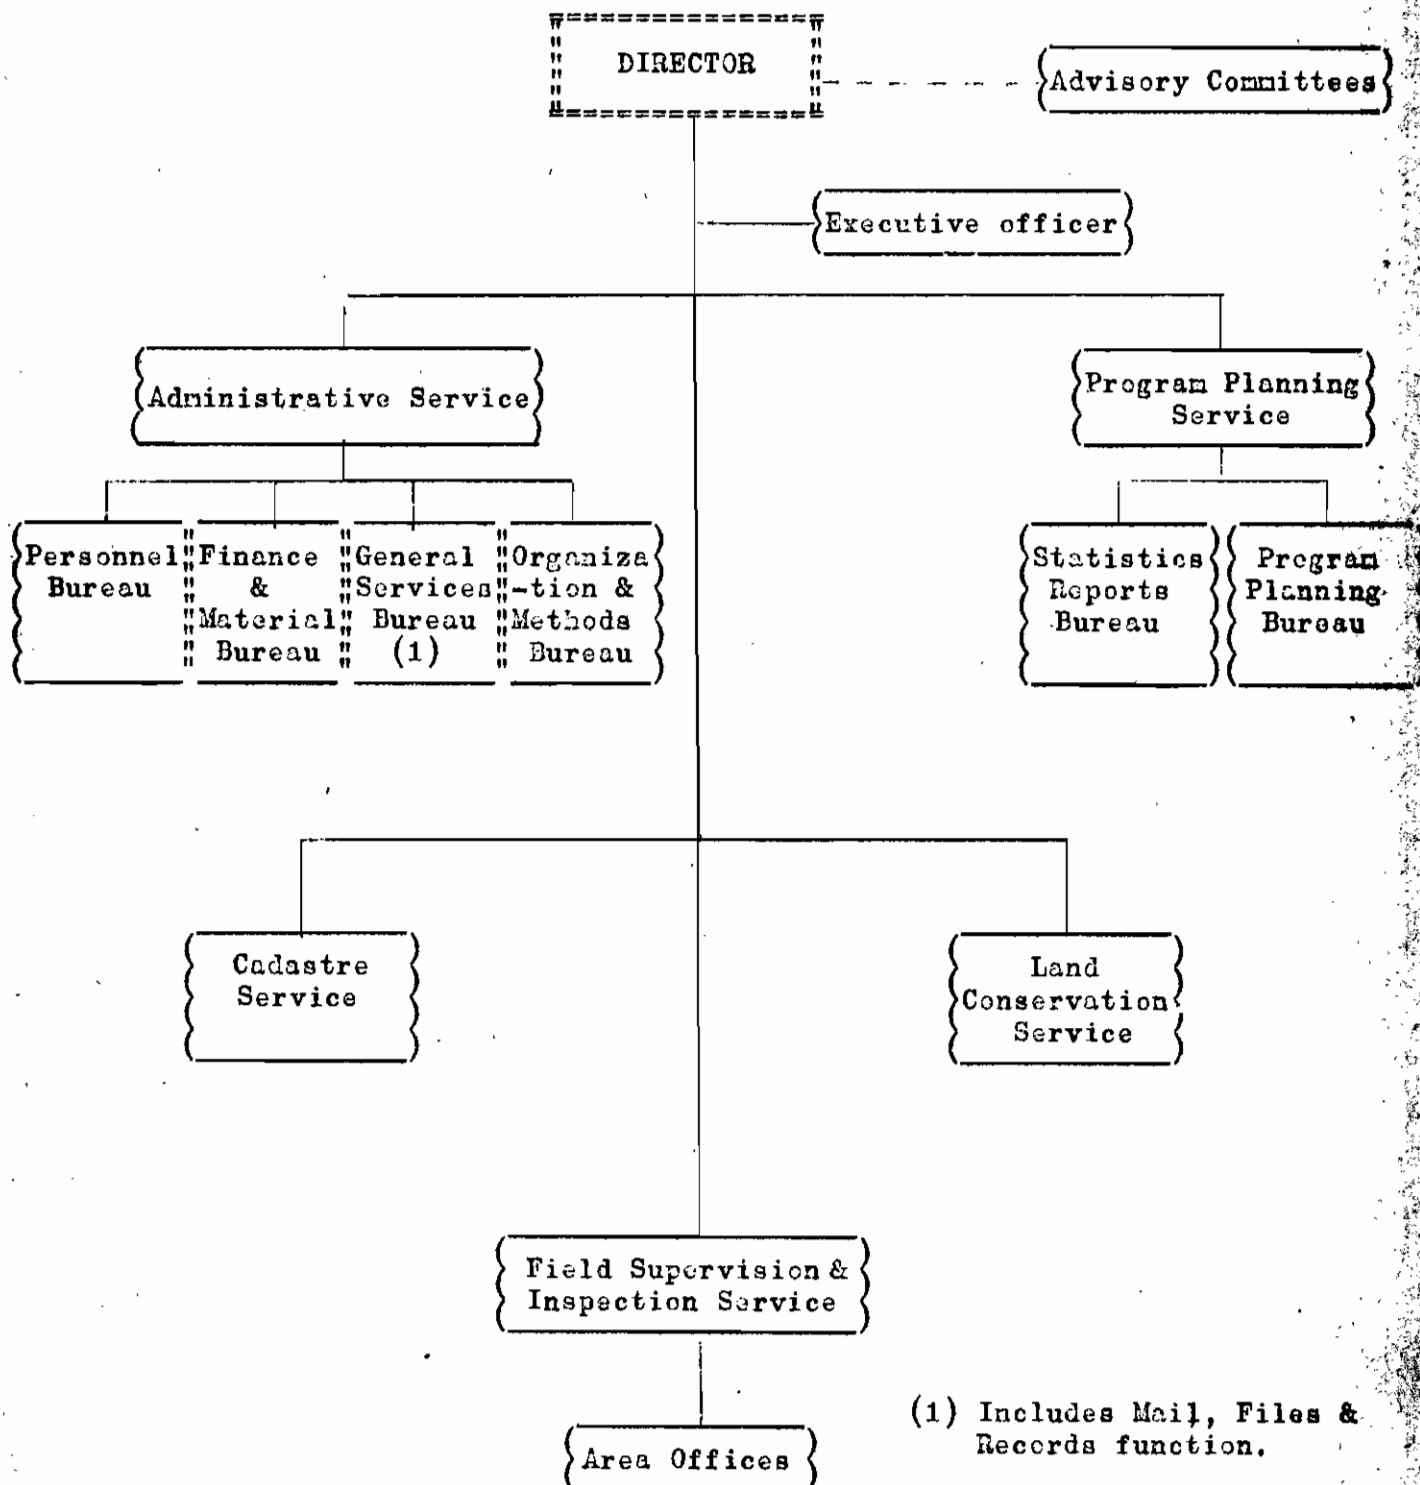 DIRECTOR
Advisory Committees
Executive officer
Administrative Service
Program Planning
Service
Personnel
Bureau
Finance
&
Material
Bureau
General
Services
Bureau
(1)
Organiza
-tion &
Methods
Bureau
Statistics
Reports
Bureau
Program
Planning
Bureau
Cadastre
Service
Land
Conservation
Service
Field Supervision &
Inspection Service
Area Offices
(1) Includes Mail, Files &
Records function.